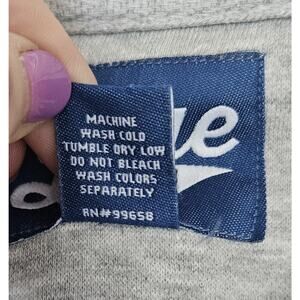 MACHINE
WASH COLD
TUMBLE DRY LOW
DO NOT BLEACH
WASH COLORS
SEPARATELY
RN#99658